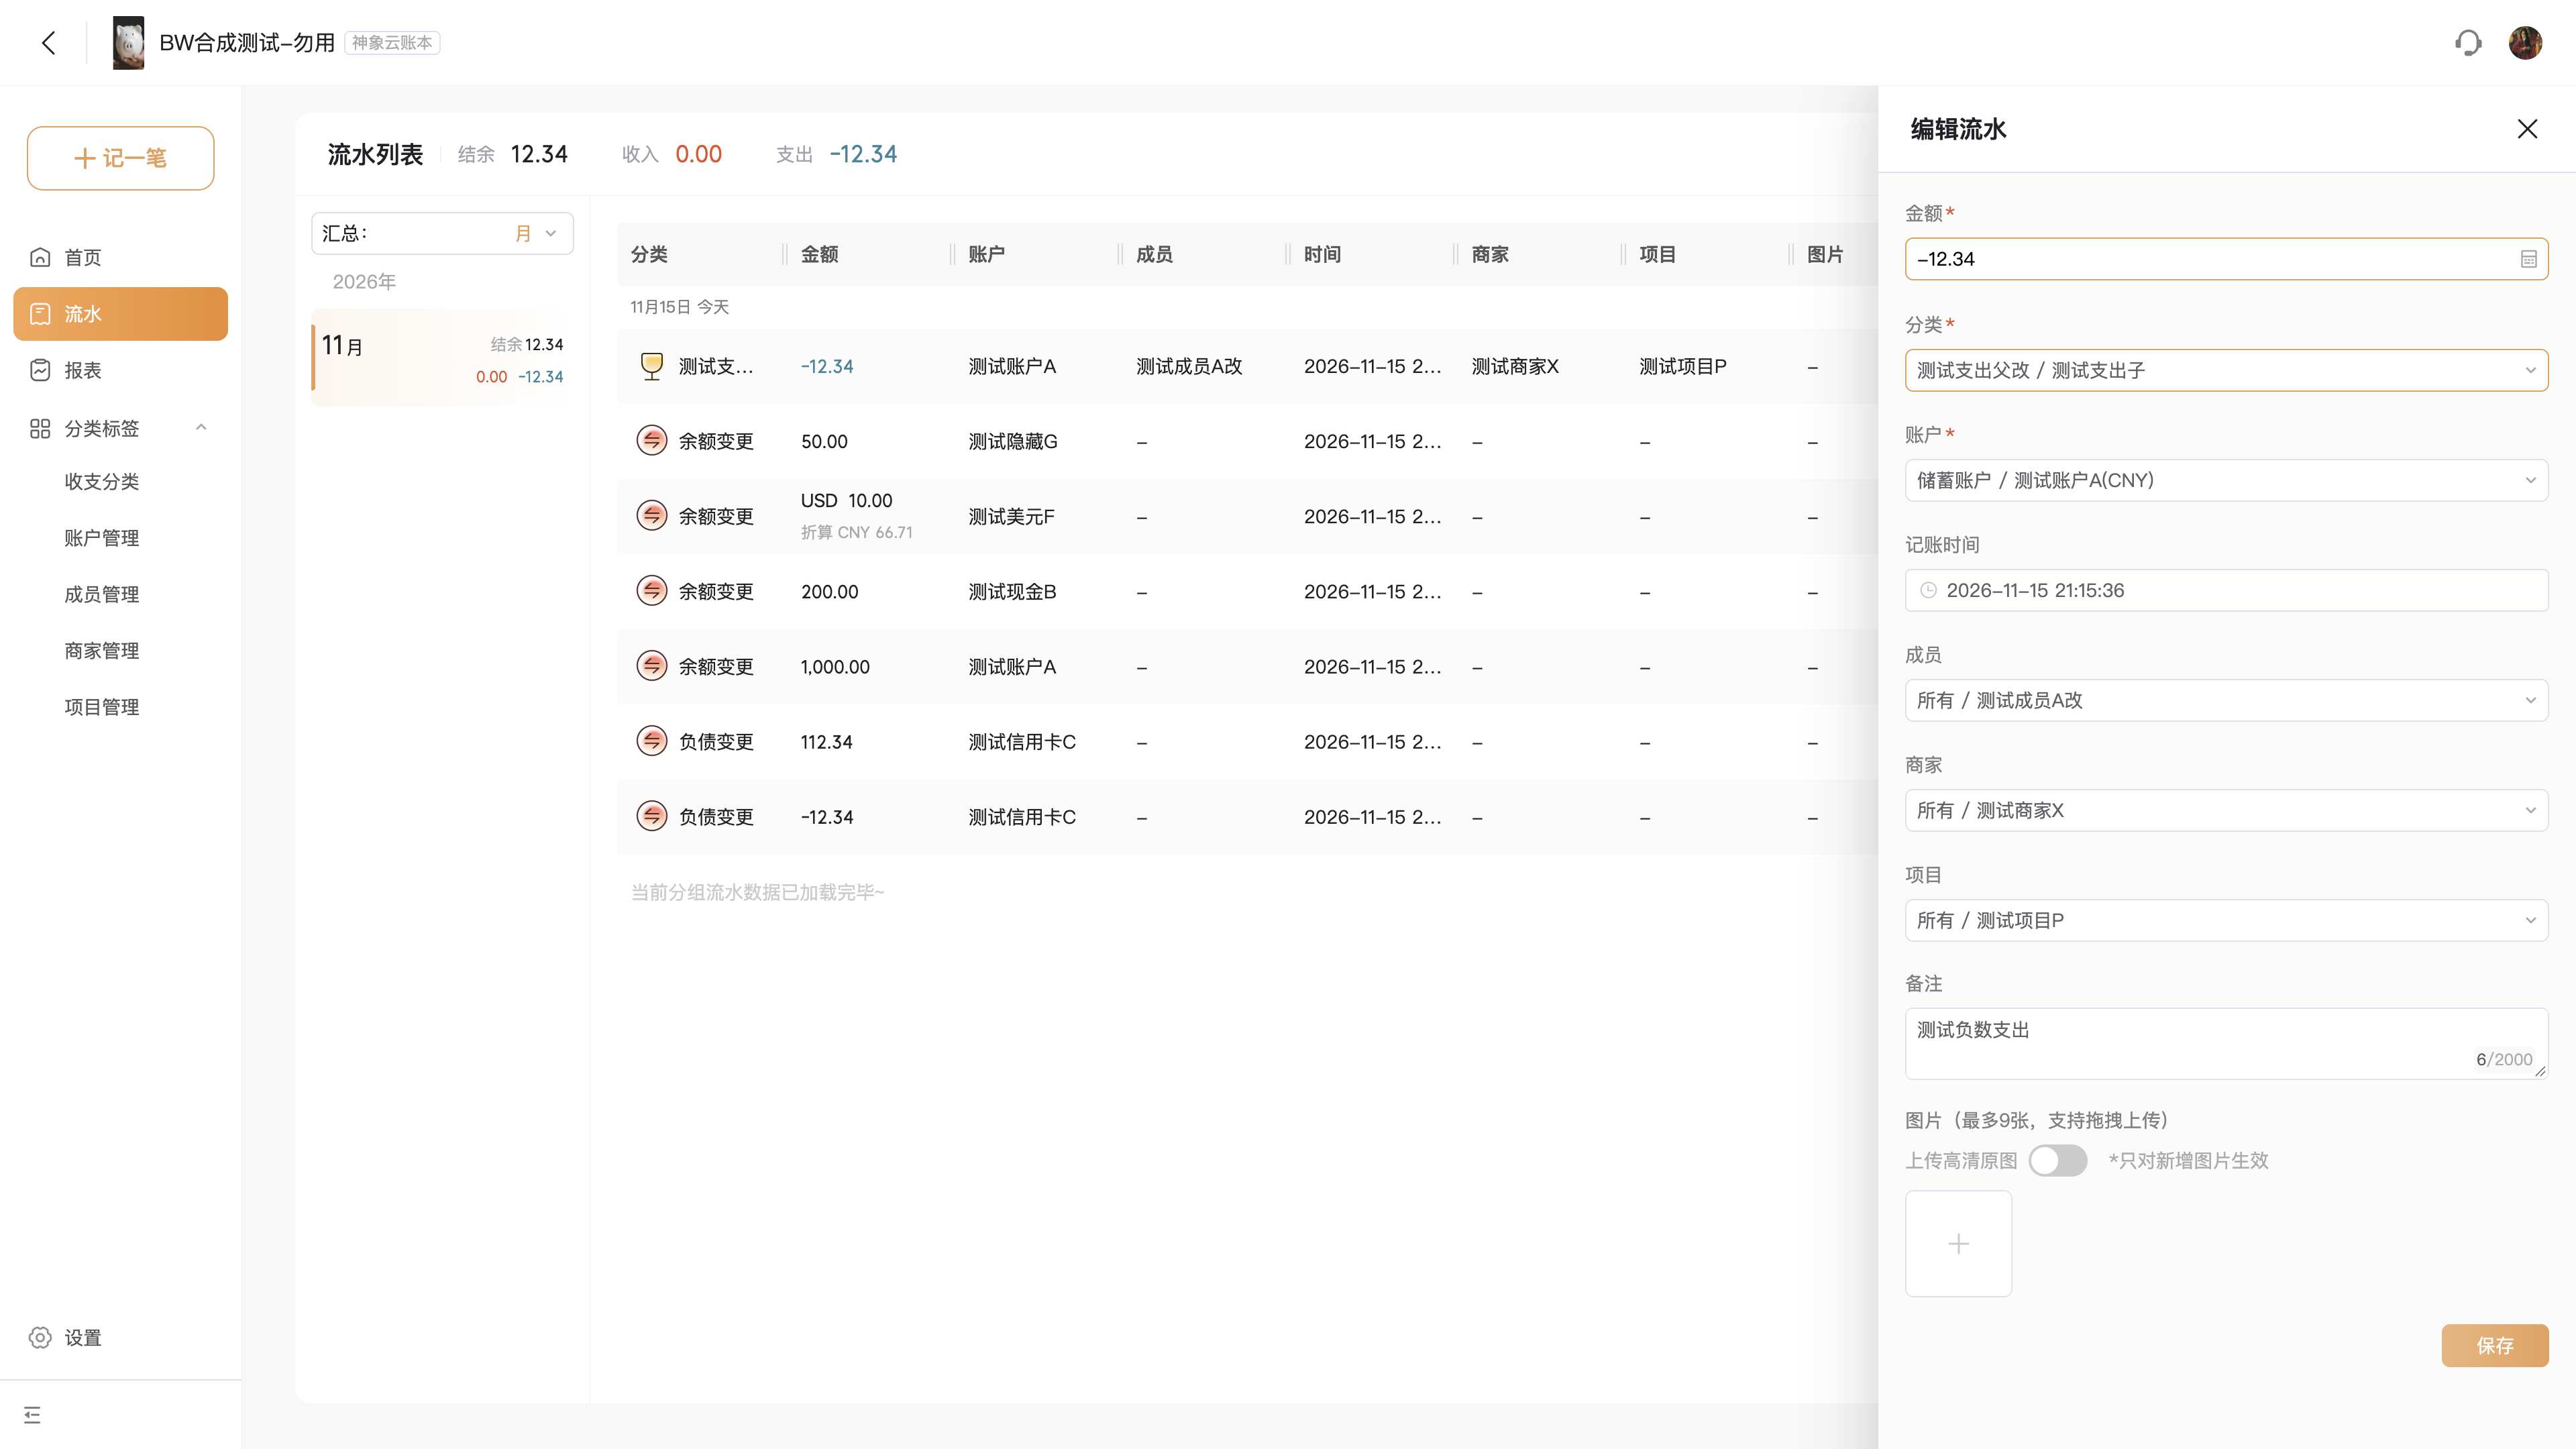 BW合成测试-勿用 神象云账本
记一笔
首页
流水
报表
分类标签
收支分类
账户管理
成员管理
商家管理
项目管理
设置
流水列表 结余 12.34 收入 0.00 支出 -12.34
汇总: 月
2026年
11月 结余12.34
0.00 -12.34
分类 金额 账户 成员 时间 商家 项目 图片
11月15日 今天
测试支... -12.34 测试账户A 测试成员A改 2026-11-15 2... 测试商家X 测试项目P –
余额变更 50.00 测试隐藏G – 2026-11-15 2... – – –
余额变更 USD 10.00 测试美元F – 2026-11-15 2... – – –
折算 CNY 66.71
余额变更 200.00 测试现金B – 2026-11-15 2... – – –
余额变更 1,000.00 测试账户A – 2026-11-15 2... – – –
负债变更 112.34 测试信用卡C – 2026-11-15 2... – – –
负债变更 -12.34 测试信用卡C – 2026-11-15 2... – – –
当前分组流水数据已加载完毕~
编辑流水
金额*
-12.34
分类*
测试支出父改 / 测试支出子
账户*
储蓄账户 / 测试账户A(CNY)
记账时间
2026-11-15 21:15:36
成员
所有 / 测试成员A改
商家
所有 / 测试商家X
项目
所有 / 测试项目P
备注
测试负数支出
6/2000
图片（最多9张，支持拖拽上传）
上传高清原图 *只对新增图片生效
保存